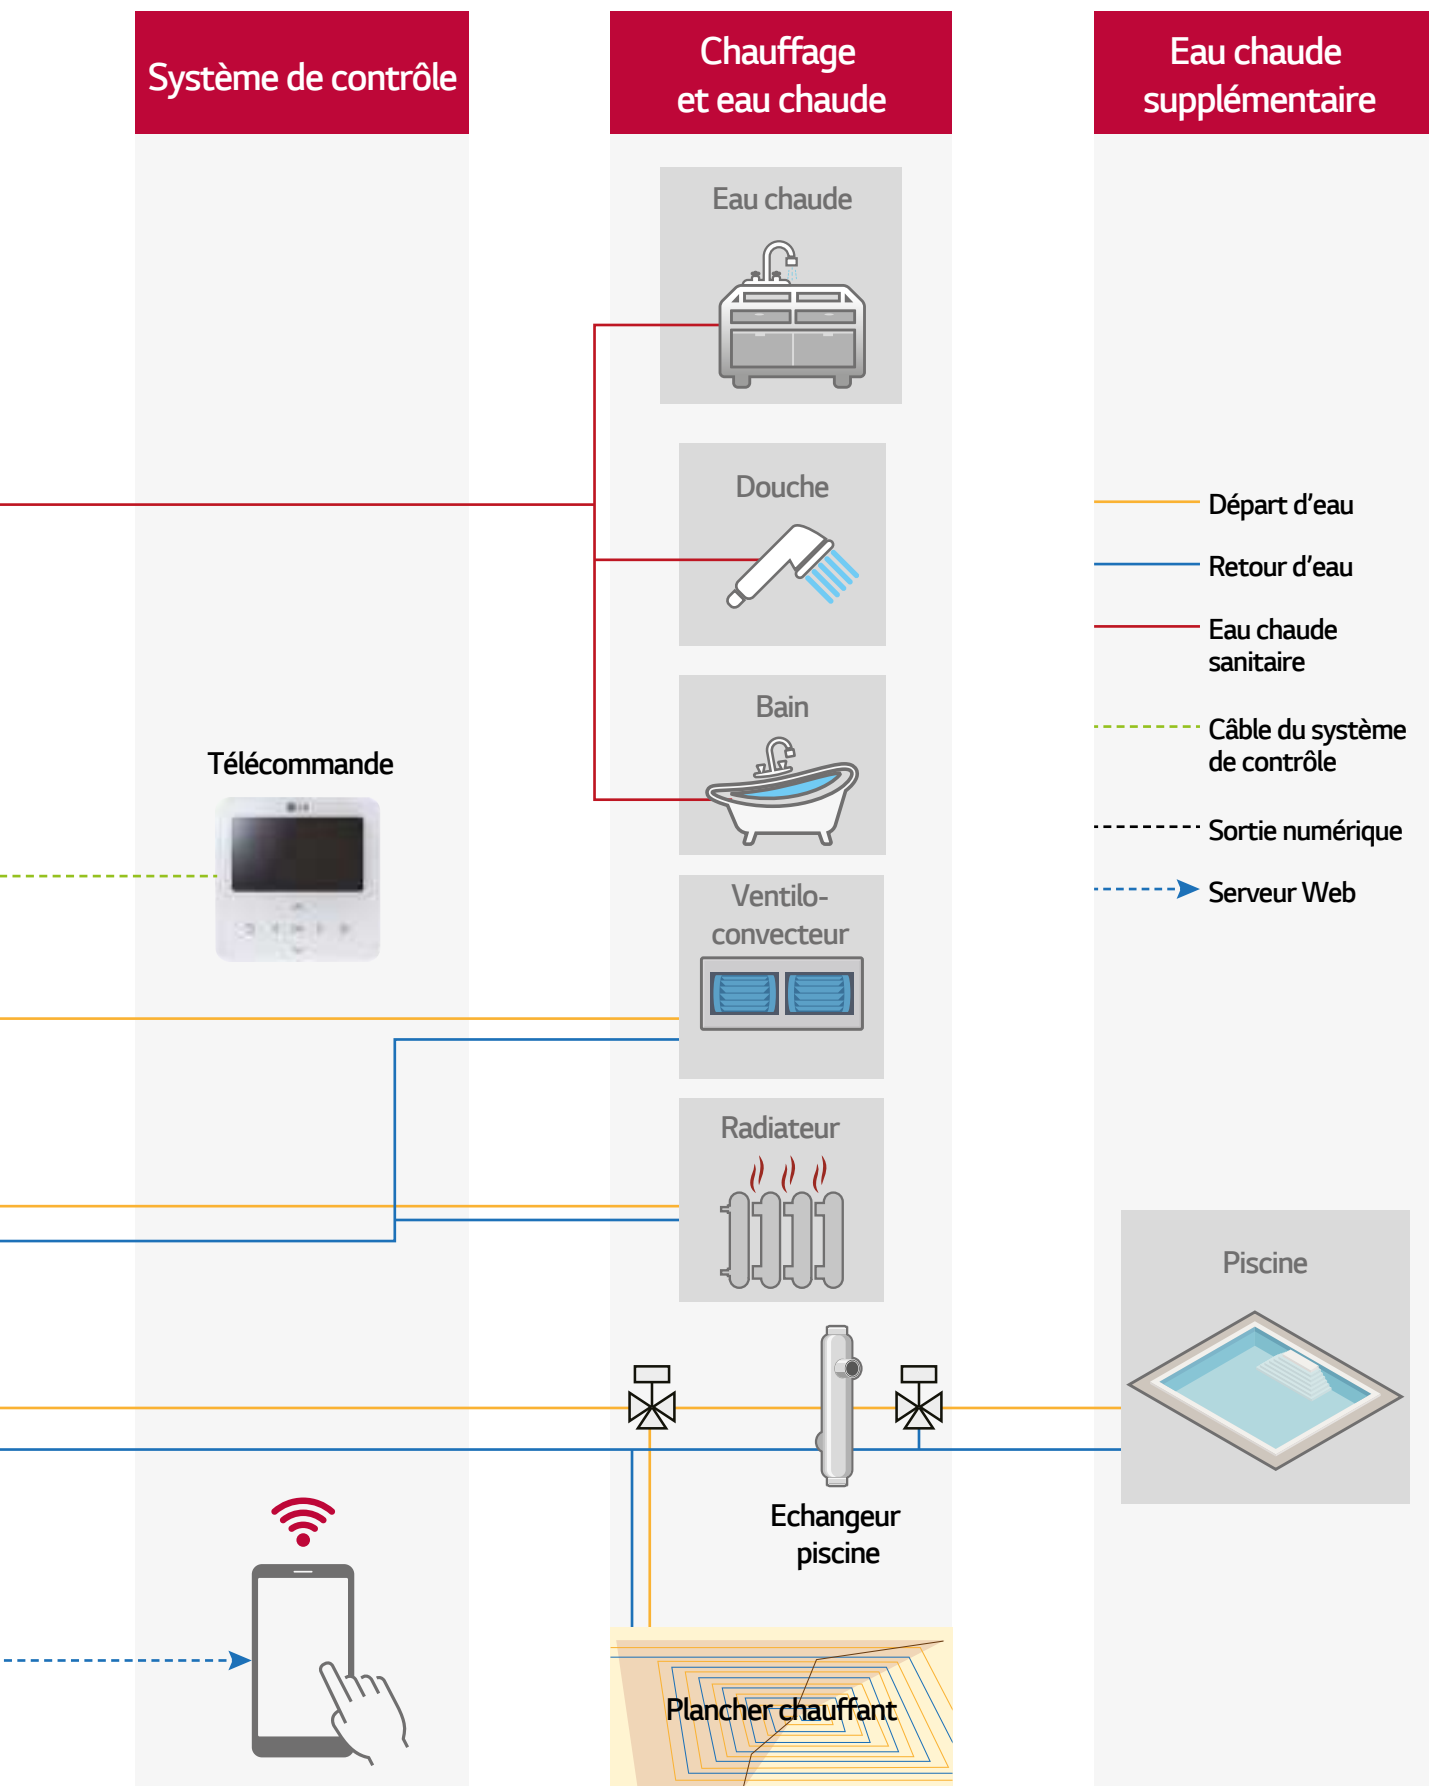 Système de contrôle
Chauffage
et eau chaude
Eau chaude
supplémentaire
Eau chaude
Douche
Bain
Ventilo-
convecteur
Radiateur
Echangeur
piscine
Plancher chauffant
Télécommande
LG
Départ d'eau
Retour d'eau
Eau chaude
sanitaire
Câble du système
de contrôle
Sortie numérique
Serveur Web
Piscine